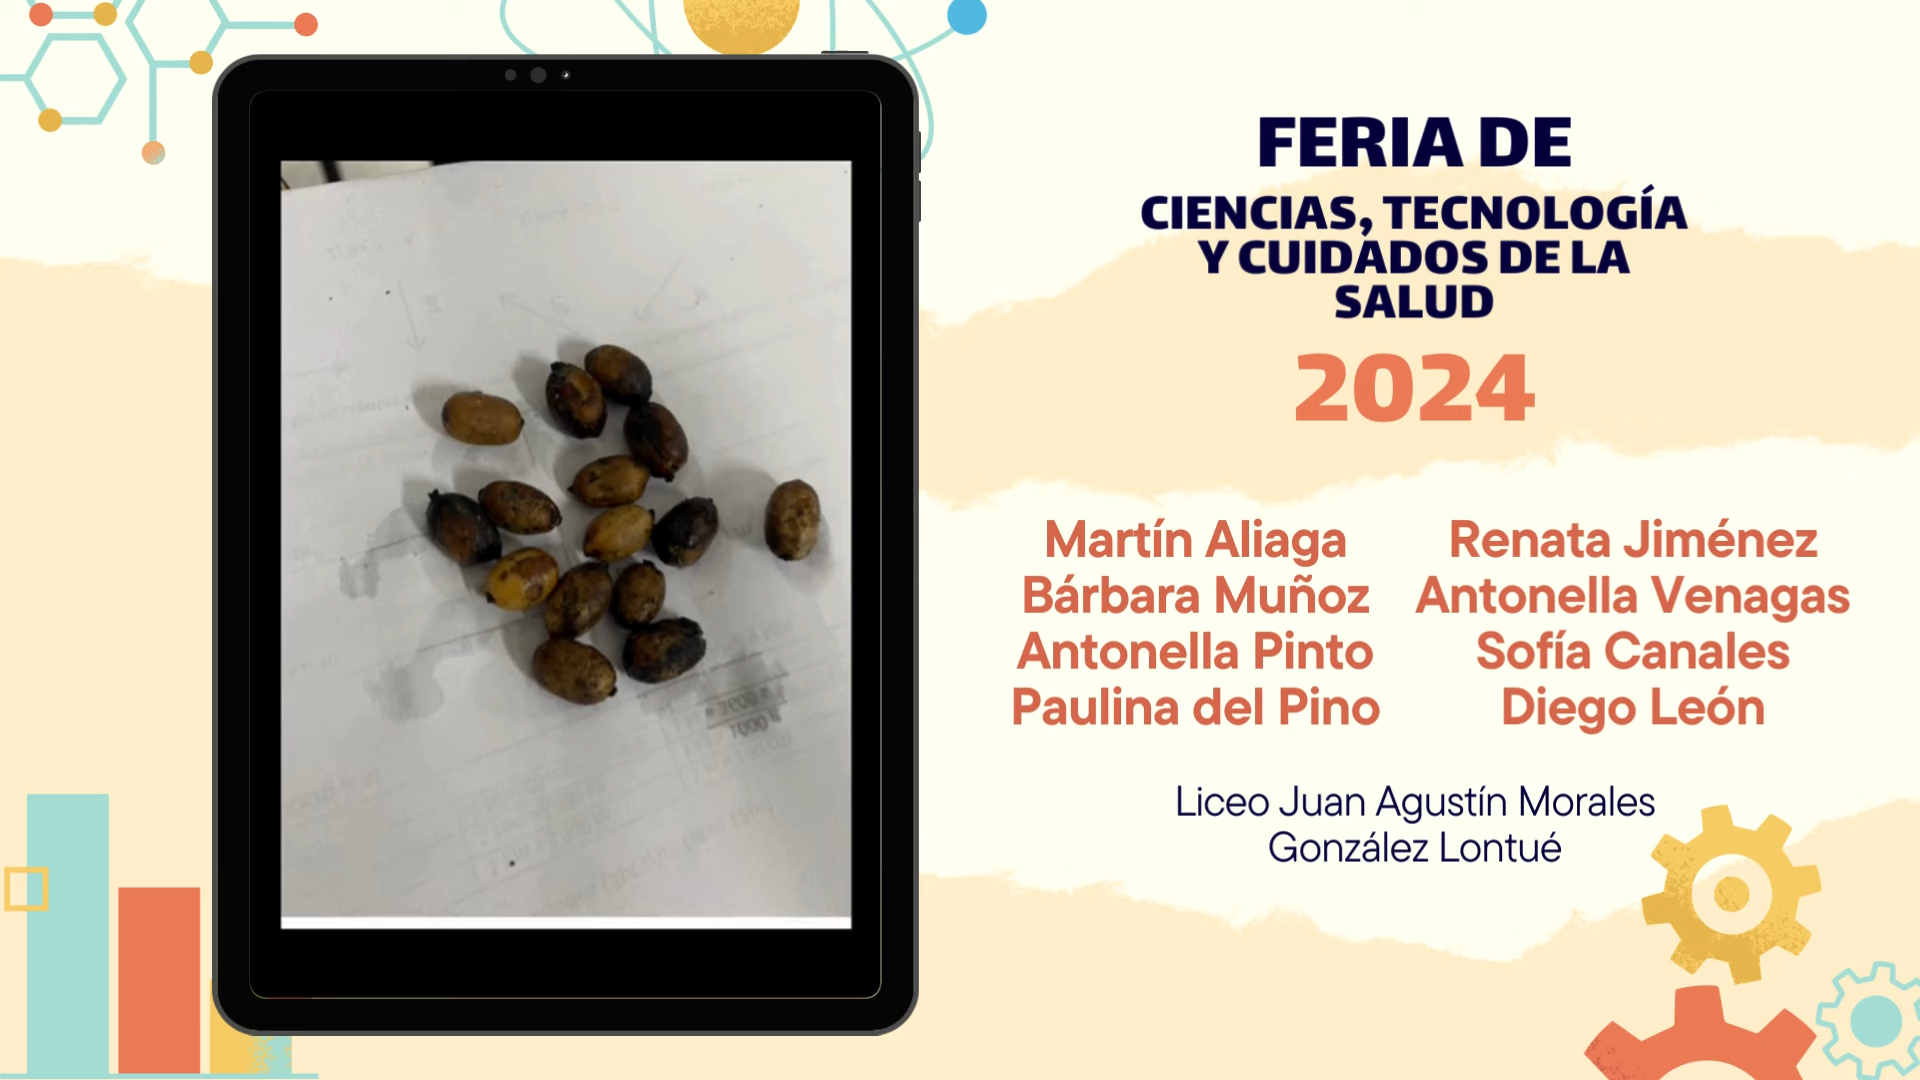 FERIA DE
CIENCIAS, TECNOLOGÍA
Y CUIDADOS DE LA
SALUD
2024
Martín Aliaga
Bárbara Muñoz
Antonella Pinto
Paulina del Pino
Renata Jiménez
Antonella Venagas
Sofía Canales
Diego León
Liceo Juan Agustín Morales
González Lontué